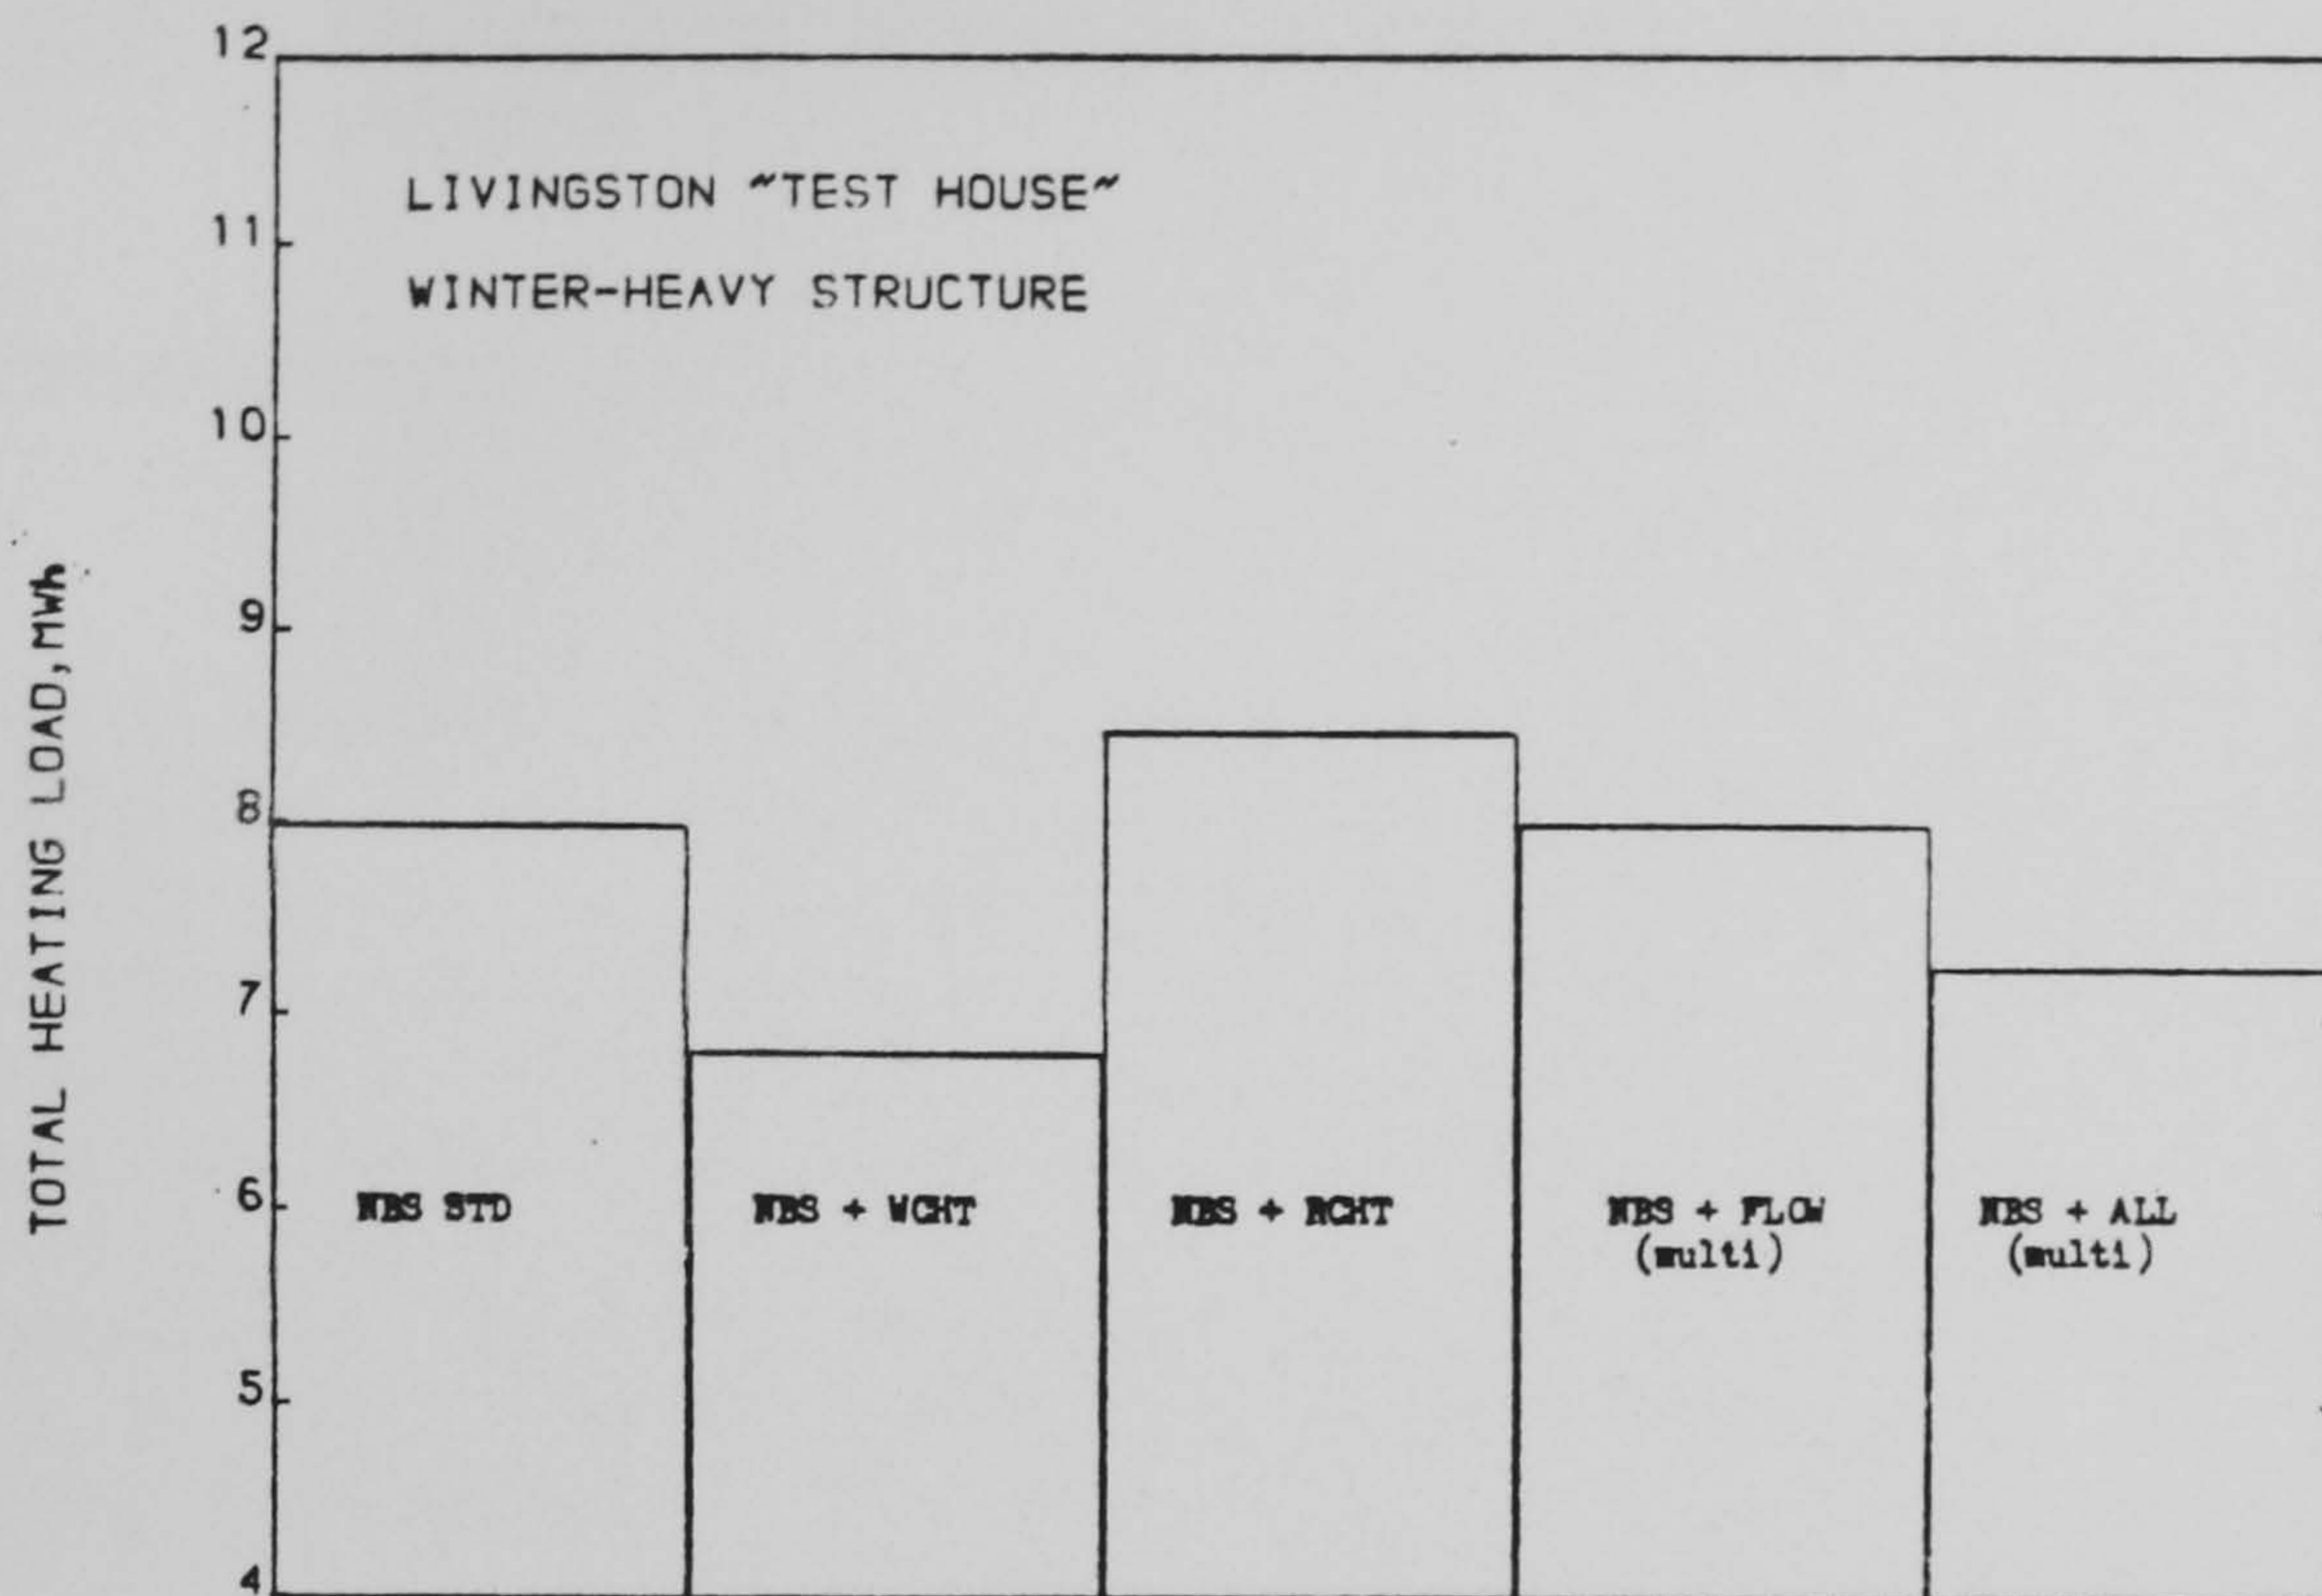 12
LIVINGSTON "TEST HOUSE"
11
WINTER-HEAVY STRUCTURE
10
9
8
7
6
5
4
TOTAL HEATING LOAD, MWh
NBS STD
NBS + WCHT
NBS + RCHT
NBS + FLOW
(multi)
NBS + ALL
(multi)